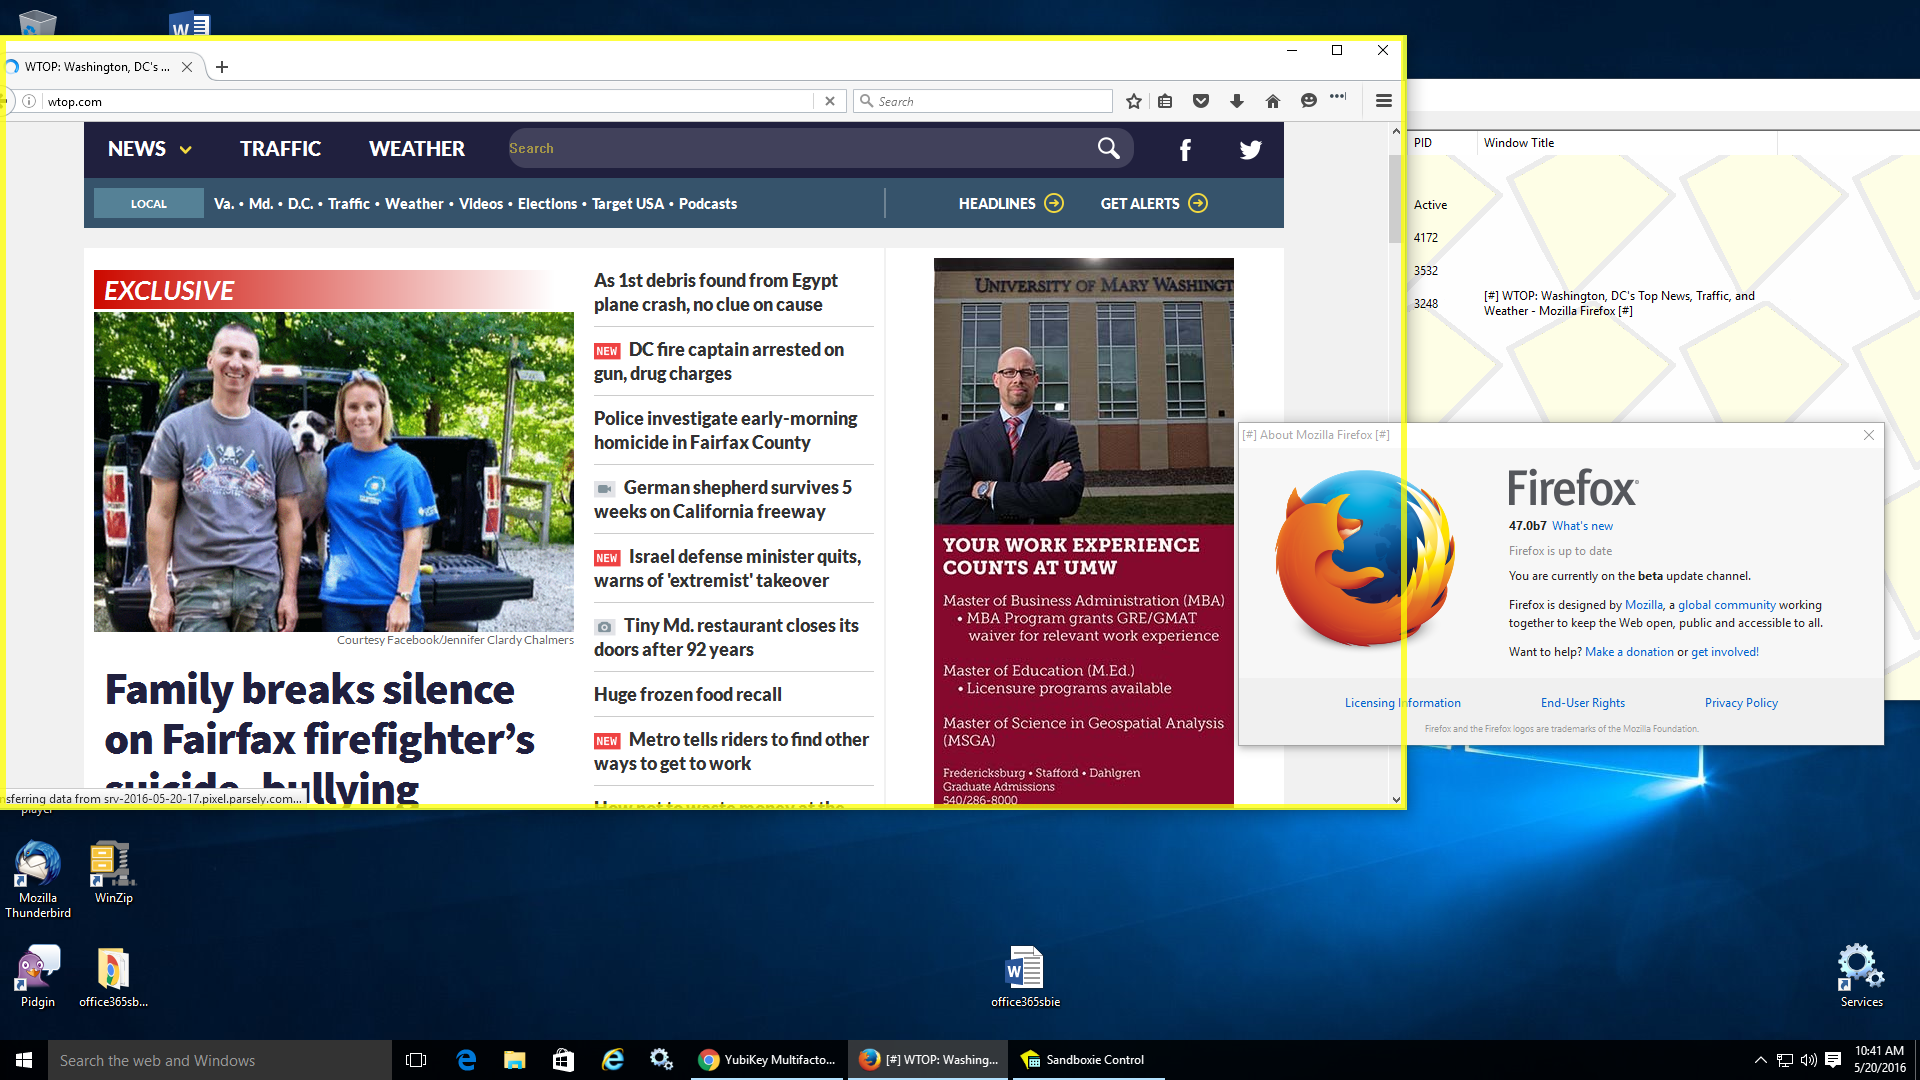 WTOP: Washington, DC's ...
wtop.com
Search
NEWS
TRAFFIC
WEATHER
Search
LOCAL
Va. • Md. • D.C. • Traffic • Weather • Videos • Elections • Target USA • Podcasts
HEADLINES
GET ALERTS
EXCLUSIVE
Courtesy Facebook/Jennifer Clardy Chalmers
Family breaks silence
on Fairfax firefighter's
suicide, bullying
nsferring data from srv-2016-05-20-17.pixel.parsely.com...
As 1st debris found from Egypt
plane crash, no clue on cause
NEW DC fire captain arrested on
gun, drug charges
Police investigate early-morning
homicide in Fairfax County
German shepherd survives 5
weeks on California freeway
NEW Israel defense minister quits,
warns of 'extremist' takeover
Tiny Md. restaurant closes its
doors after 92 years
Huge frozen food recall
NEW Metro tells riders to find other
ways to get to work
How not to waste money at the
UNIVERSITY OF MARY WASHINGT
YOUR WORK EXPERIENCE
COUNTS AT UMW
Master of Business Administration (MBA)
• MBA Program grants GRE/GMAT
waiver for relevant work experience
Master of Education (M.Ed.)
• Licensure programs available
Master of Science in Geospatial Analysis
(MSGA)
Fredericksburg • Stafford • Dahlgren
Graduate Admissions
540/286-8000
PID
Window Title
Active
4172
3532
3248
[#] WTOP: Washington, DC's Top News, Traffic, and
Weather - Mozilla Firefox [#]
[#] About Mozilla Firefox [#]
Firefox
47.0b7 What's new
Firefox is up to date
You are currently on the beta update channel.
Firefox is designed by Mozilla, a global community working
together to keep the Web open, public and accessible to all.
Want to help? Make a donation or get involved!
Licensing Information
End-User Rights
Privacy Policy
Firefox and the Firefox logos are trademarks of the Mozilla Foundation.
player
Mozilla
Thunderbird
WinZip
Pidgin
office365sb...
office365sbie
Services
Search the web and Windows
YubiKey Multifacto...
[#] WTOP: Washing...
Sandboxie Control
10:41 AM
5/20/2016